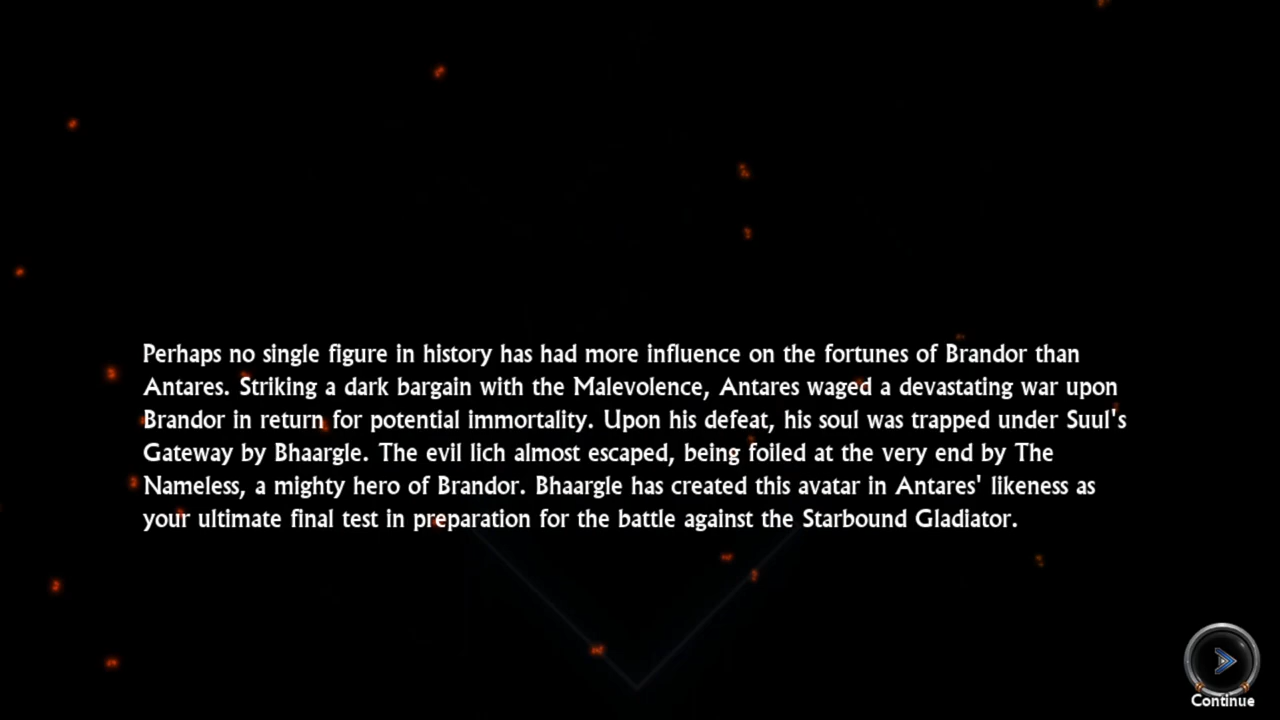 Perhaps no single figure in history has had more influence on the fortunes of Brandor than
Antares. Striking a dark bargain with the Malevolence, Antares waged a devastating war upon
Brandor in return for potential immortality. Upon his defeat, his soul was trapped under Suul's
Gateway by Bhaargle. The evil lich almost escaped, being foiled at the very end by The
Nameless, a mighty hero of Brandor. Bhaargle has created this avatar in Antares' likeness as
your ultimate final test in preparation for the battle against the Starbound Gladiator.
Continue